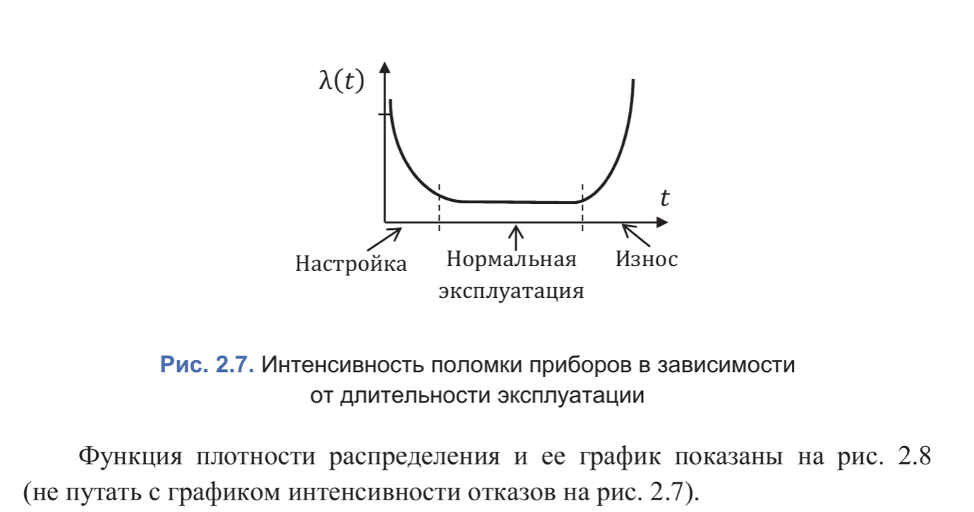 λ(t)
t
Настройка
Нормальная
эксплуатация
Износ
Рис. 2.7. Интенсивность поломки приборов в зависимости
от длительности эксплуатации
Функция плотности распределения и ее график показаны на рис. 2.8
(не путать с графиком интенсивности отказов на рис. 2.7).